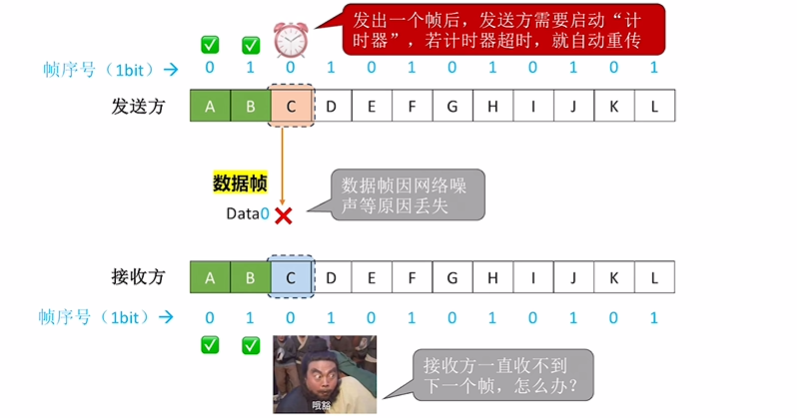 发出一个帧后，发送方需要启动“计
时器”，若计时器超时，就自动重传
帧序号（1bit）→ 0 1 0 1 0 1 0 1 0 1 0 1
发送方 A B C D E F G H I J K L
数据帧
Data0
数据帧因网络噪
声等原因丢失
接收方 A B C D E F G H I J K L
帧序号（1bit）→ 0 1 0 1 0 1 0 1 0 1 0 1
哦豁
接收方一直收不到
下一个帧，怎么办？